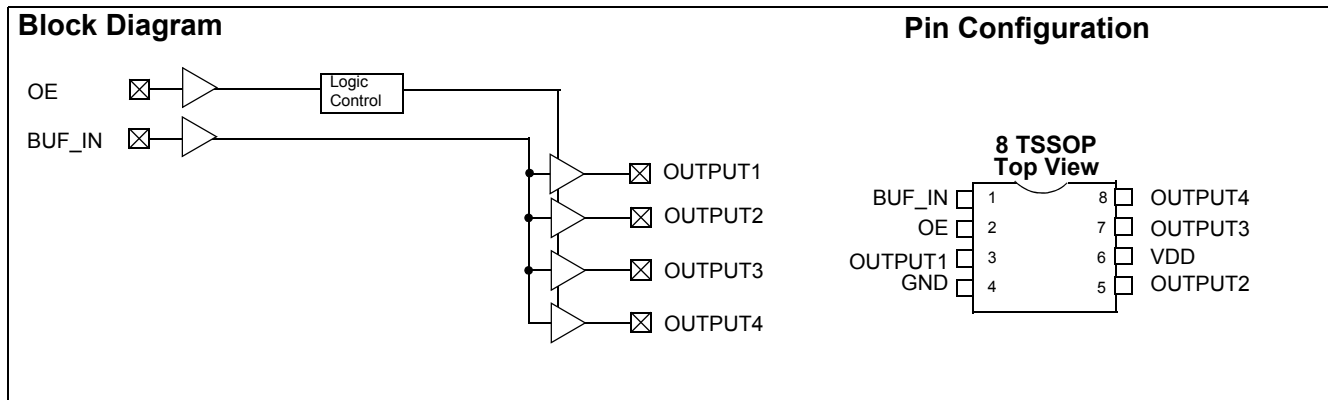 Block Diagram
OE
Logic
Control
BUF_IN
OUTPUT1
OUTPUT2
OUTPUT3
OUTPUT4
Pin Configuration
8 TSSOP
Top View
BUF_IN 1 8 OUTPUT4
OE 2 7 OUTPUT3
OUTPUT1 3 6 VDD
GND 4 5 OUTPUT2